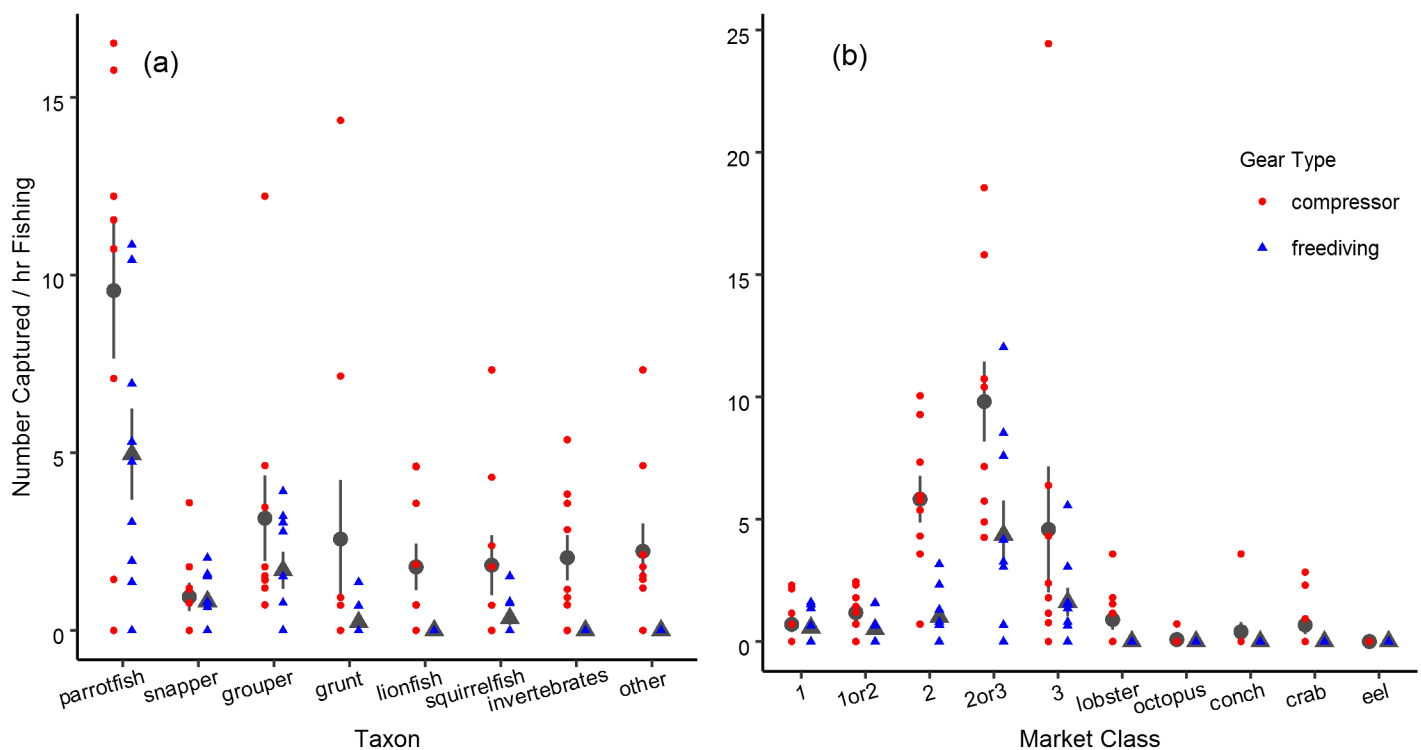 (a)
15
10
5
0
Number Captured / hr Fishing
parrotfish
snapper
grouper
grunt
lionfish
squirrelfish
invertebrates
other
Taxon
(b)
25
20
15
10
5
0
Gear Type
compressor
freediving
1
1or2
2
2or3
3
lobster
octopus
conch
crab
eel
Market Class